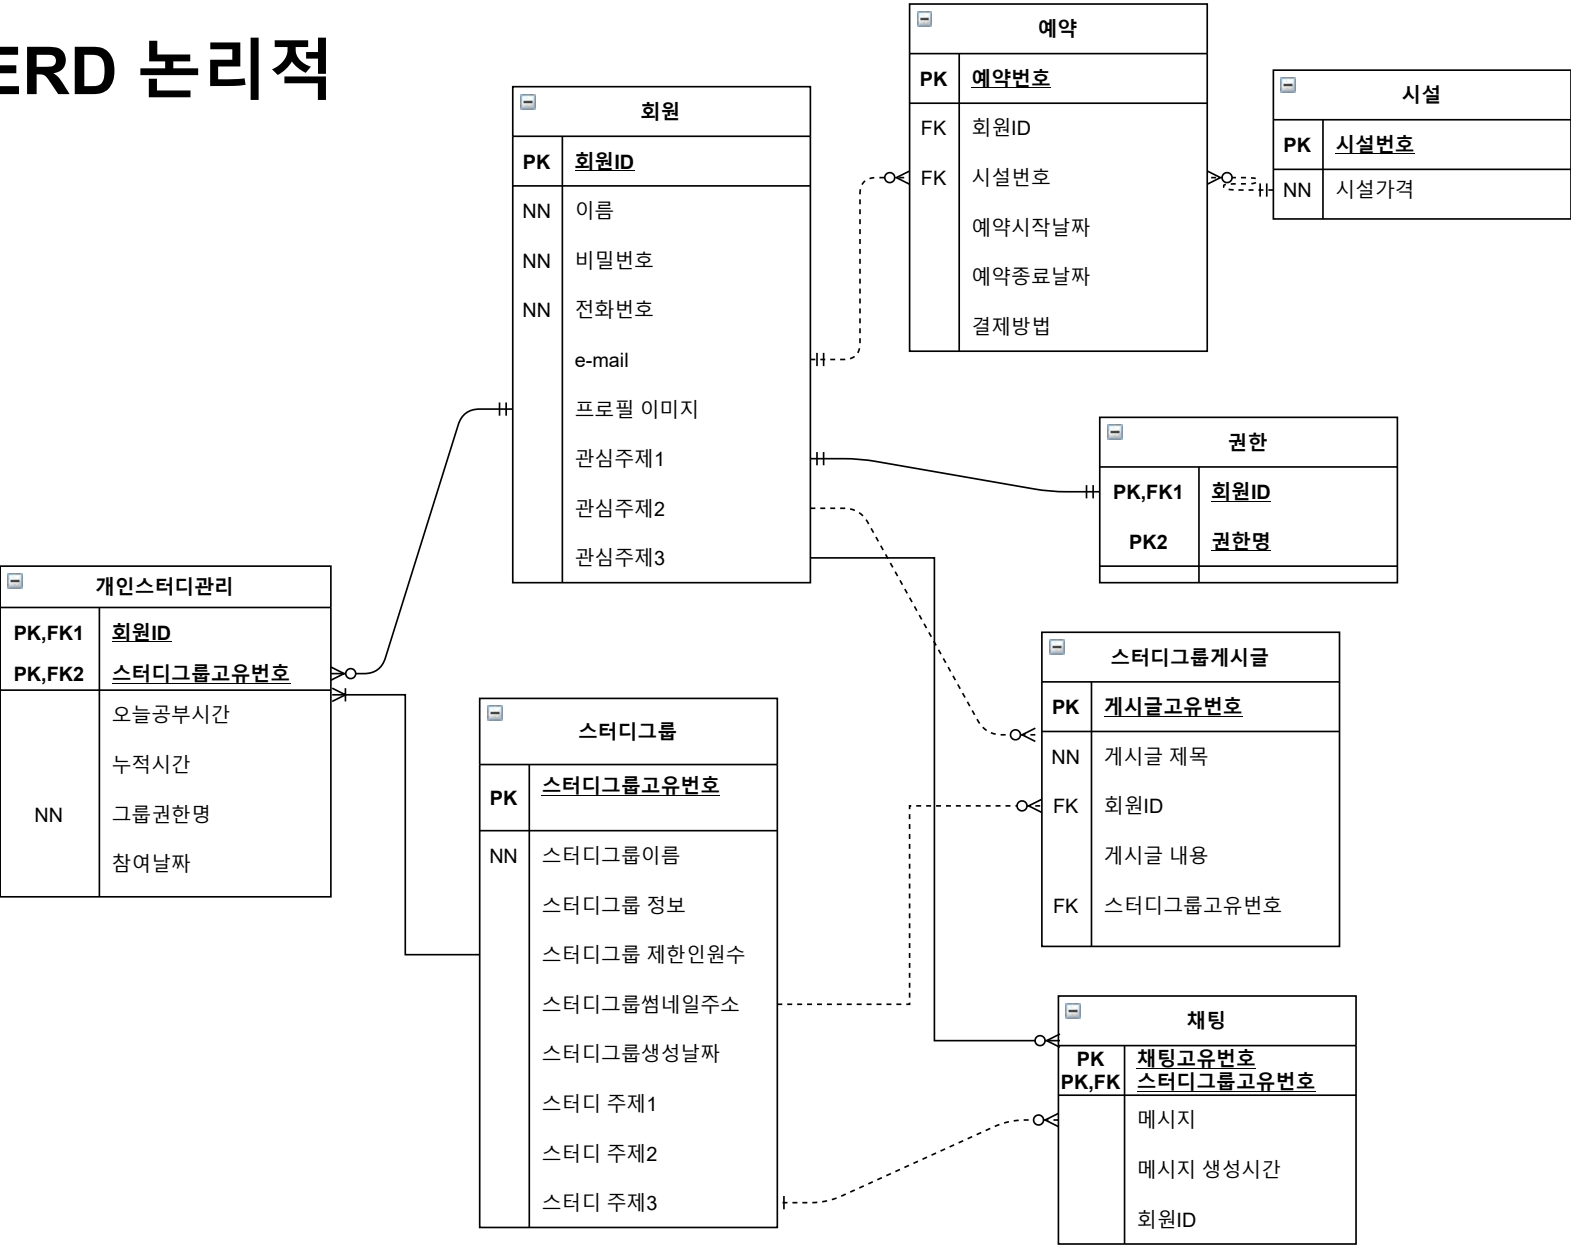 ERD 논리적
예약
PK 예약번호
FK 회원ID
FK 시설번호
예약시작날짜
예약종료날짜
결제방법
시설
PK 시설번호
NN 시설가격
회원
PK 회원ID
NN 이름
NN 비밀번호
NN 전화번호
e-mail
프로필 이미지
관심주제1
관심주제2
관심주제3
권한
PK,FK1 회원ID
PK2 권한명
개인스터디관리
PK,FK1 회원ID
PK,FK2 스터디그룹고유번호
오늘공부시간
누적시간
NN 그룹권한명
참여날짜
스터디그룹
PK 스터디그룹고유번호
NN 스터디그룹이름
스터디그룹 정보
스터디그룹 제한인원수
스터디그룹썸네일주소
스터디그룹생성날짜
스터디 주제1
스터디 주제2
스터디 주제3
스터디그룹게시글
PK 게시글고유번호
NN 게시글 제목
FK 회원ID
게시글 내용
FK 스터디그룹고유번호
채팅
PK 채팅고유번호
PK,FK 스터디그룹고유번호
메시지
메시지 생성시간
회원ID